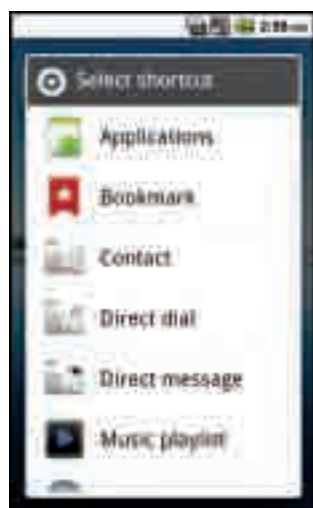 Select shortcut
Applications
Bookmark
Contact
Direct dial
Direct message
Music playlist